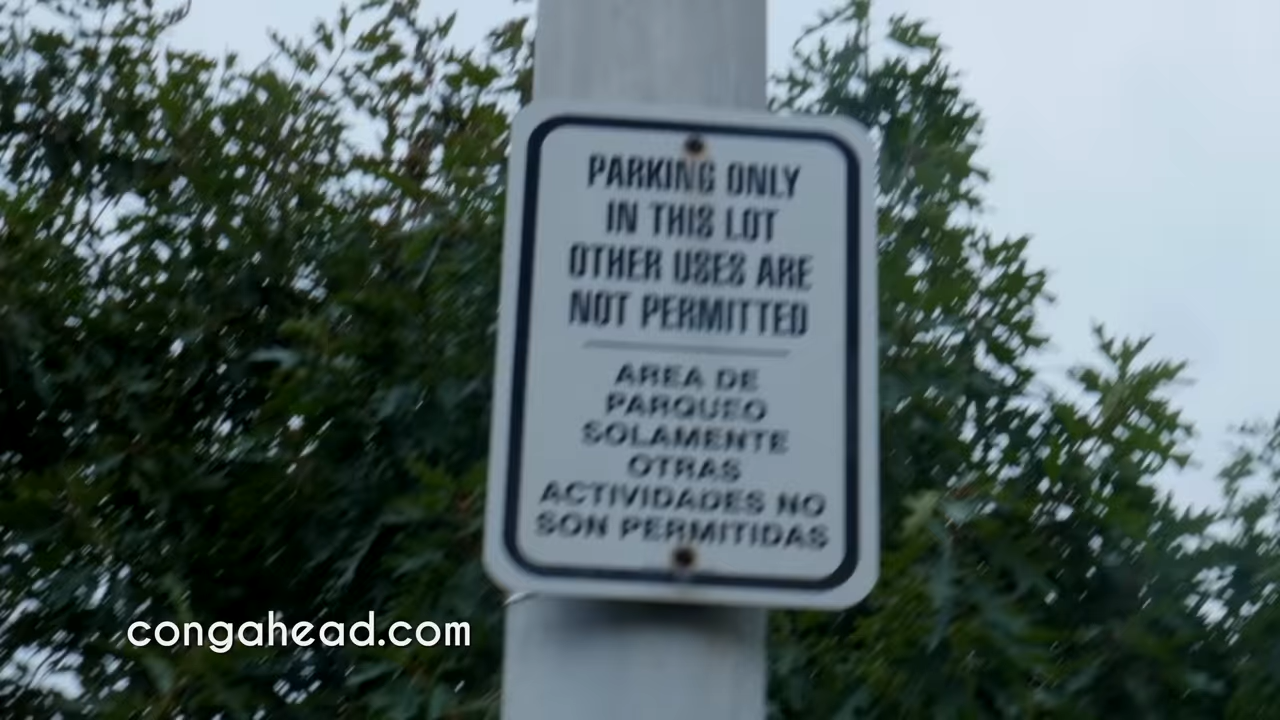 PARKING ONLY
IN THIS LOT
OTHER USES ARE
NOT PERMITTED
AREA DE
PARQUEO
SOLAMENTE
OTRAS
ACTIVIDADES NO
SON PERMITIDAS
congahead.com